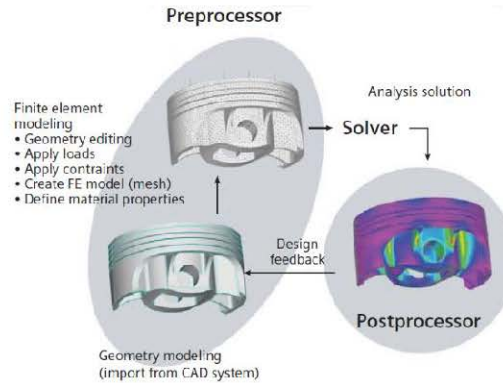 Preprocessor
Finite element
modeling
• Geometry editing
• Apply loads
• Apply contraints
• Create FE model (mesh)
• Define material properties
Analysis solution
Solver
Design
feedback
Postprocessor
Geometry modeling
(import from CAD system)